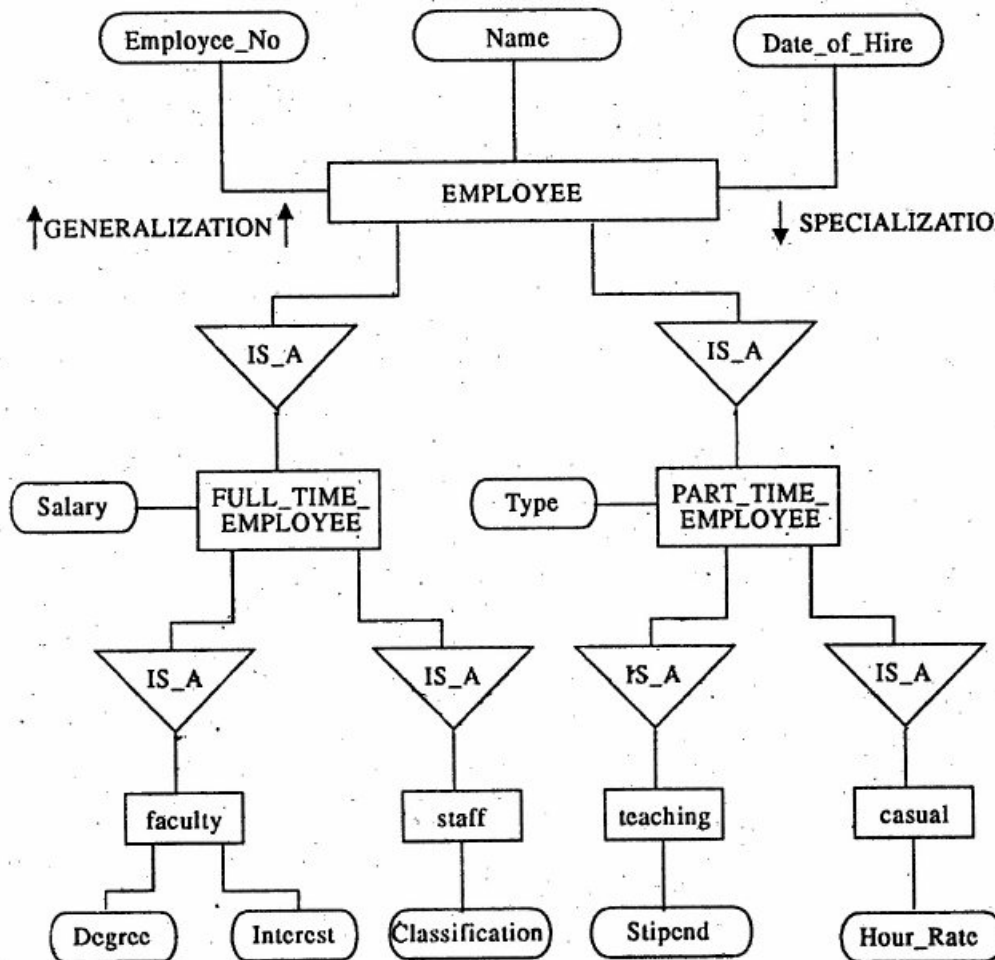 Employee_No
Name
Date_of_Hire
EMPLOYEE
GENERALIZATION
SPECIALIZATIO
IS_A
IS_A
Salary
FULL_TIME_
EMPLOYEE
Type
PART_TIME_
EMPLOYEE
IS_A
IS_A
IS_A
IS_A
faculty
staff
teaching
casual
Degree
Interest
Classification
Stipend
Hour_Rate